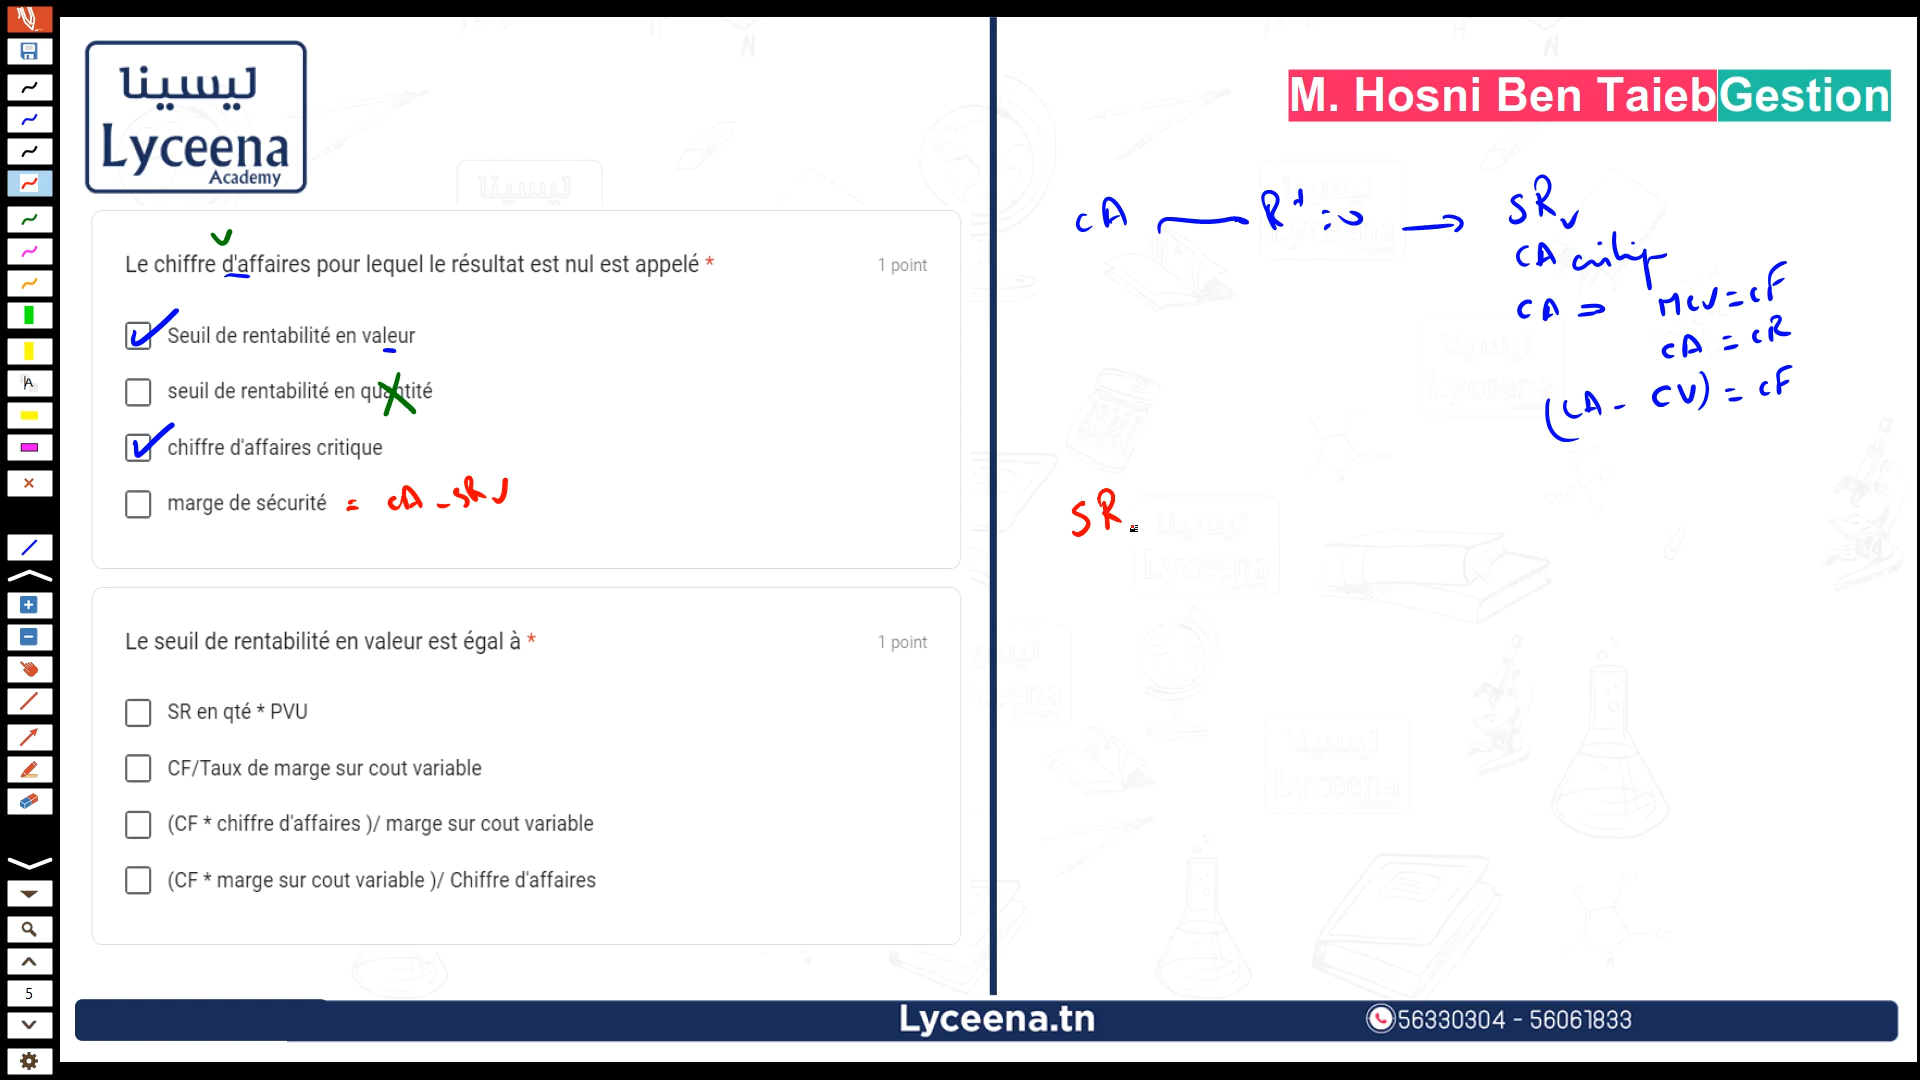 ليسينا
Lyceena
Academy
M. Hosni Ben Taieb Gestion
Le chiffre d'affaires pour lequel le résultat est nul est appelé *
1 point
Seuil de rentabilité en valeur
seuil de rentabilité en quantité
chiffre d'affaires critique
marge de sécurité = CA - SR v
Le seuil de rentabilité en valeur est égal à *
1 point
SR en qté * PVU
CF/Taux de marge sur cout variable
(CF * chiffre d'affaires )/ marge sur cout variable
(CF * marge sur cout variable )/ Chiffre d'affaires
CA R = 0 → SR v
CA critiq
CA => MCV = CF
CA = CR
(CA - CV) = CF
SR
5
Lyceena.tn
56330304 - 56061833